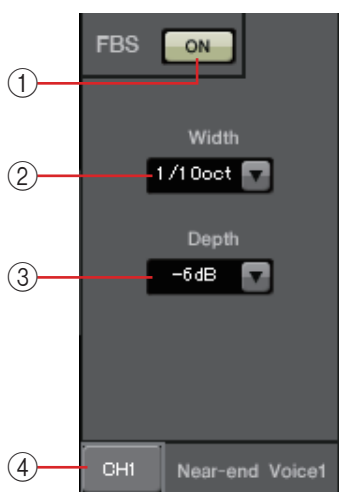 FBS ON
①
Width
② 1/10oct
Depth
③ -6dB
④ CH1 Near-end Voice1